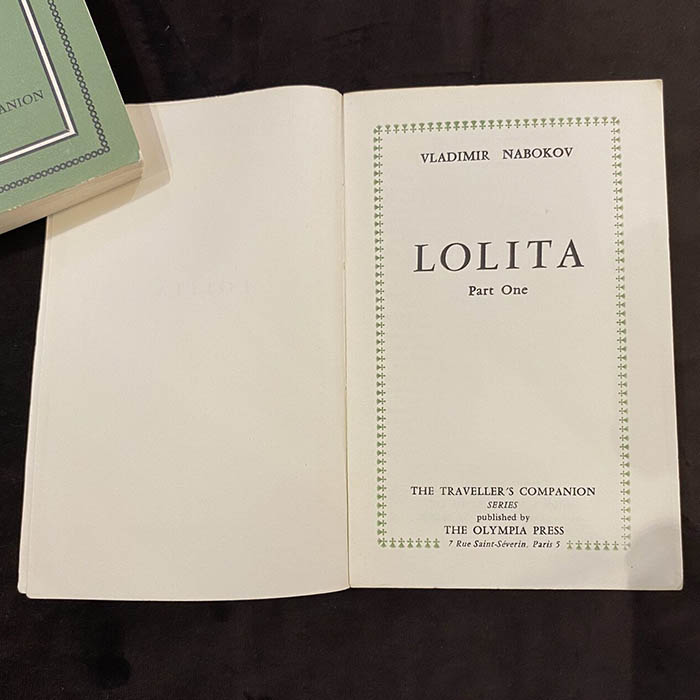 ANION
VLADIMIR NABOKOV
LOLITA
Part One
THE TRAVELLER'S COMPANION
SERIES
published by
THE OLYMPIA PRESS
7 Rue Saint-Séverin, Paris 5